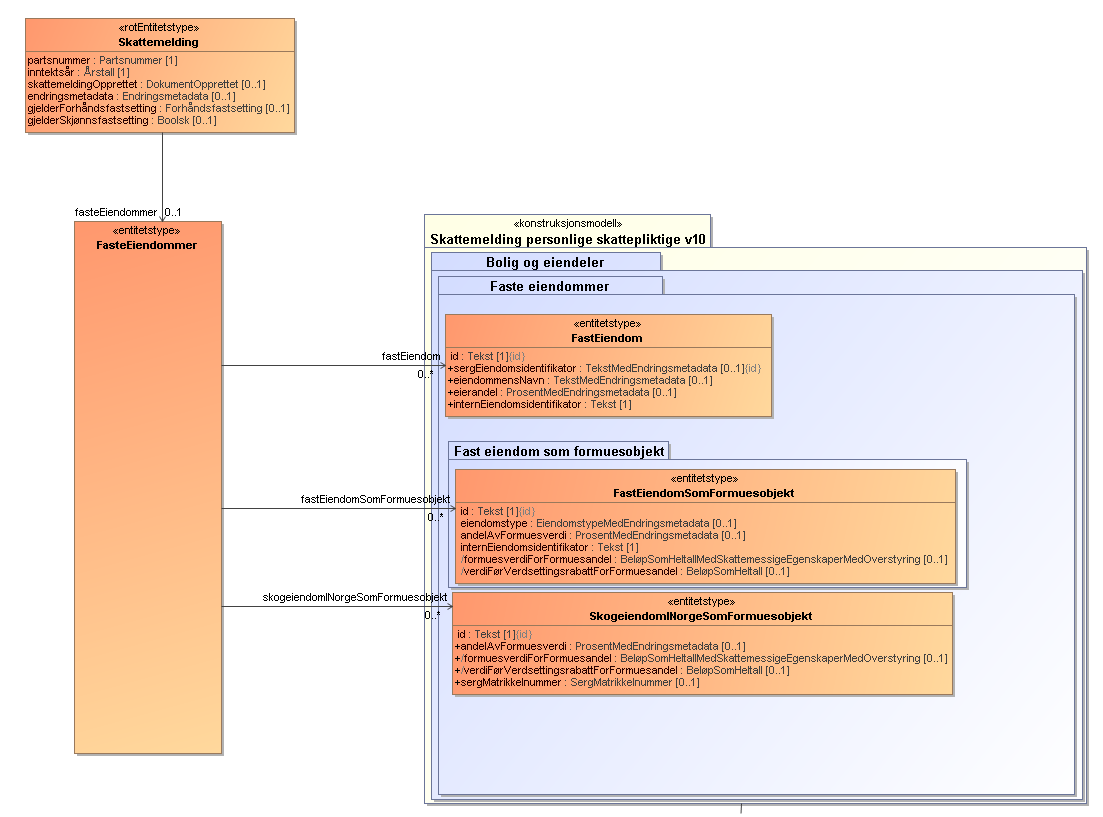 «rotEntitetstype»
Skattemelding
partsnummer : Partsnummer [1]
inntektsår : Årstall [1]
skattemeldingOpprettet : DokumentOpprettet [0..1]
endringsmetadata : Endringsmetadata [0..1]
gjelderForhåndsfastsetting : Forhåndsfastsetting [0..1]
gjelderSkjønnsfastsetting : Boolsk [0..1]
fasteEiendommer 0..1
«entitetstype»
FasteEiendommer
«konstruksjonsmodell»
Skattemelding personlige skattepliktige v10
Bolig og eiendeler
Faste eiendommer
«entitetstype»
FastEiendom
id : Tekst [1]{id}
+sergEiendomsidentifikator : TekstMedEndringsmetadata [0..1]{id}
+eiendommensNavn : TekstMedEndringsmetadata [0..1]
+eierandel : ProsentMedEndringsmetadata [0..1]
+internEiendomsidentifikator : Tekst [1]
fastEiendom
0..*
Fast eiendom som formuesobjekt
«entitetstype»
FastEiendomSomFormuesobjekt
id : Tekst [1]{id}
eiendomstype : EiendomstypeMedEndringsmetadata [0..1]
andelAvFormuesverdi : ProsentMedEndringsmetadata [0..1]
internEiendomsidentifikator : Tekst [1]
/formuesverdiForFormuesandel : BeløpSomHeltallMedSkattemessigeEgenskaperMedOverstyring [0..1]
/verdiFørVerdsettingsrabattForFormuesandel : BeløpSomHeltall [0..1]
fastEiendomSomFormuesobjekt
0..*
«entitetstype»
SkogeiendomINorgeSomFormuesobjekt
id : Tekst [1]{id}
+andelAvFormuesverdi : ProsentMedEndringsmetadata [0..1]
+/formuesverdiForFormuesandel : BeløpSomHeltallMedSkattemessigeEgenskaperMedOverstyring [0..1]
+/verdiFørVerdsettingsrabattForFormuesandel : BeløpSomHeltall [0..1]
+sergMatrikkelnummer : SergMatrikkelnummer [0..1]
skogeiendomINorgeSomFormuesobjekt
0..*